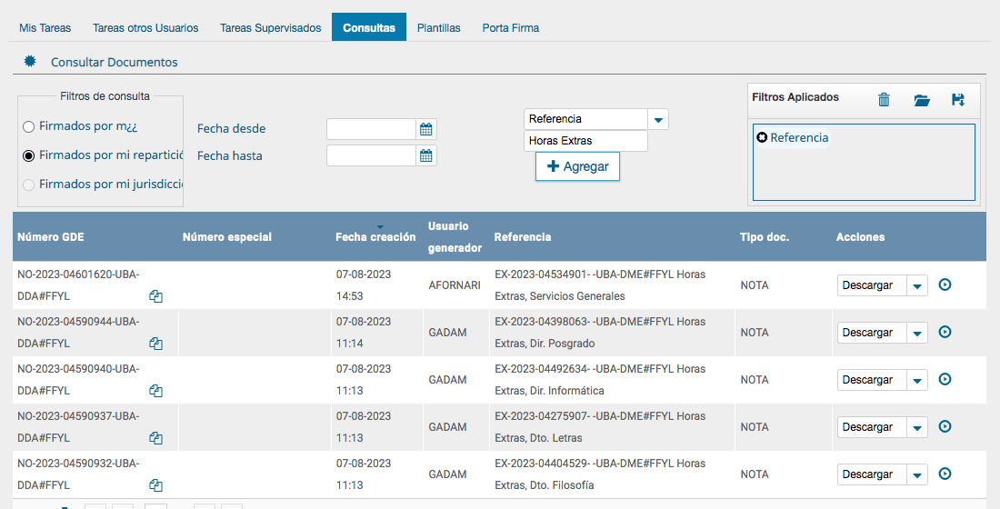 Mis Tareas Tareas otros Usuarios Tareas Supervisados Consultas Plantillas Porta Firma
Consultar Documentos
Filtros de consulta
Firmados por m¿¿
Firmados por mi repartició
Firmados por mi jurisdicci
Fecha desde
Fecha hasta
Referencia
Horas Extras
Agregar
Filtros Aplicados
Referencia
Número GDE Número especial Fecha creación Usuario generador Referencia Tipo doc. Acciones
NO-2023-04601620-UBA- 07-08-2023 EX-2023-04534901- -UBA-DME#FFYL Horas
AFORNARI NOTA Descargar
DDA#FFYL 14:53 Extras, Servicios Generales
NO-2023-04590944-UBA- 07-08-2023 EX-2023-04398063- -UBA-DME#FFYL Horas
GADAM NOTA Descargar
DDA#FFYL 11:14 Extras, Dir. Posgrado
NO-2023-04590940-UBA- 07-08-2023 EX-2023-04492634- -UBA-DME#FFYL Horas
GADAM NOTA Descargar
DDA#FFYL 11:13 Extras, Dir. Informática
NO-2023-04590937-UBA- 07-08-2023 EX-2023-04275907- -UBA-DME#FFYL Horas
GADAM NOTA Descargar
DDA#FFYL 11:13 Extras, Dto. Letras
NO-2023-04590932-UBA- 07-08-2023 EX-2023-04404529- -UBA-DME#FFYL Horas
GADAM NOTA Descargar
DDA#FFYL 11:13 Extras, Dto. Filosofía